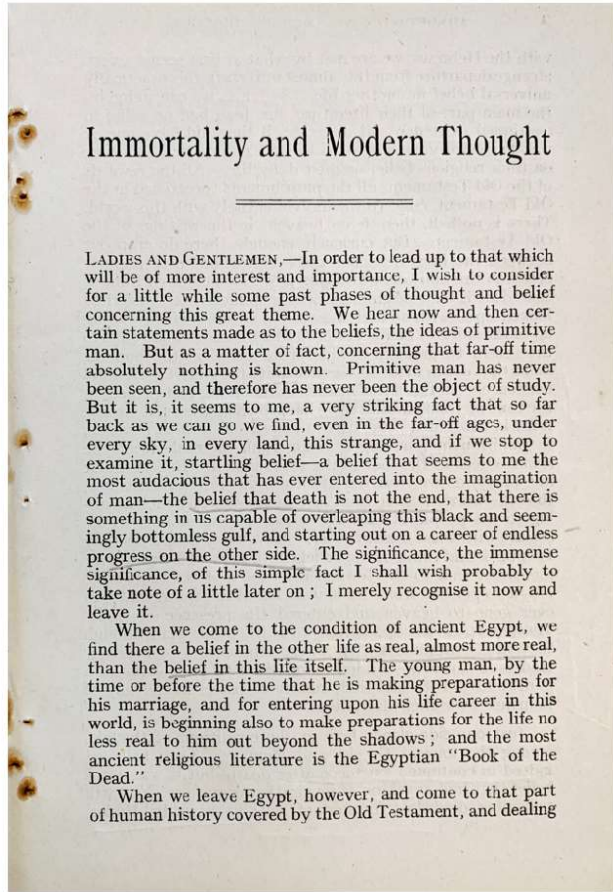 Immortality and Modern Thought
LADIES AND GENTLEMEN,—In order to lead up to that which
will be of more interest and importance, I wish to consider
for a little while some past phases of thought and belief
concerning this great theme. We hear now and then cer-
tain statements made as to the beliefs, the ideas of primitive
man. But as a matter of fact, concerning that far-off time
absolutely nothing is known. Primitive man has never
been seen, and therefore has never been the object of study.
But it is, it seems to me, a very striking fact that so far
back as we can go we find, even in the far-off ages, under
every sky, in every land, this strange, and if we stop to
examine it, startling belief—a belief that seems to me the
most audacious that has ever entered into the imagination
of man—the belief that death is not the end, that there is
something in us capable of overleaping this black and seem-
ingly bottomless gulf, and starting out on a career of endless
progress on the other side. The significance, the immense
significance, of this simple fact I shall wish probably to
take note of a little later on; I merely recognise it now and
leave it.
When we come to the condition of ancient Egypt, we
find there a belief in the other life as real, almost more real,
than the belief in this life itself. The young man, by the
time or before the time that he is making preparations for
his marriage, and for entering upon his life career in this
world, is beginning also to make preparations for the life no
less real to him out beyond the shadows; and the most
ancient religious literature is the Egyptian "Book of the
Dead."
When we leave Egypt, however, and come to that part
of human history covered by the Old Testament, and dealing